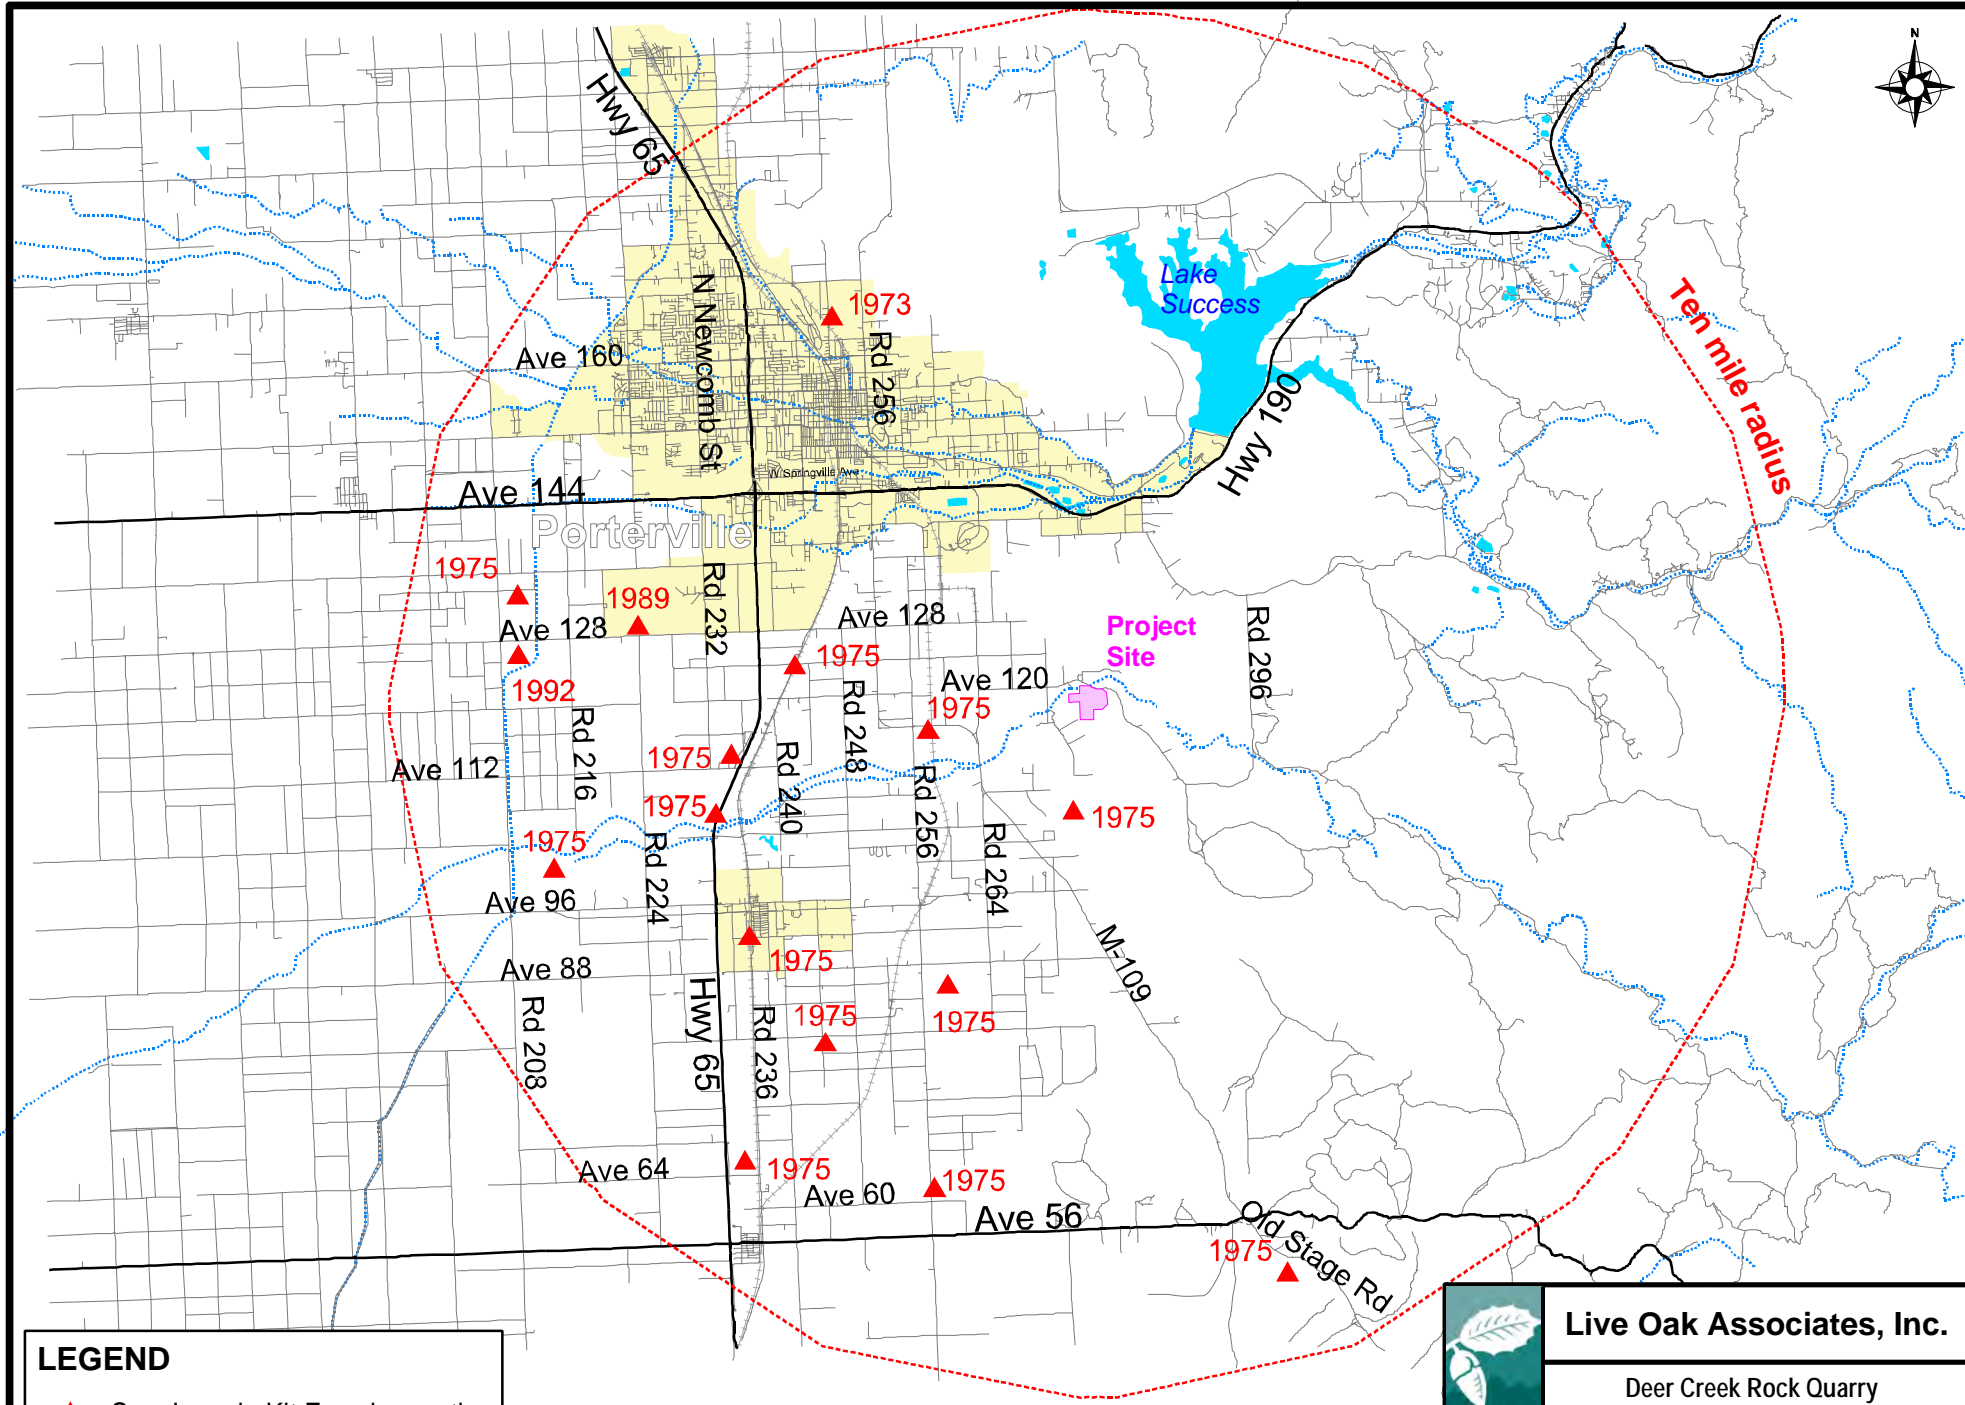 N
Hwy 65
Lake
Success
1973
Ten mile radius
N Newcomb St
Rd 256
Ave 160
Hwy 190
W Springville Ave
Ave 144
Porterville
1975
1989
Rd 232
Ave 128
Ave 128
Project
Site
Rd 296
1975
1992
Ave 120
1975
Rd 216
Rd 248
1975
Ave 112
Rd 240
1975
Rd 256
1975
1975
Rd 224
Rd 264
Ave 96
M-109
1975
Ave 88
Hwy 65
Rd 236
1975
1975
Rd 208
Ave 64
1975
1975
Ave 60
Ave 56
Old Stage Rd
1975
LEGEND
Live Oak Associates, Inc.
Deer Creek Rock Quarry